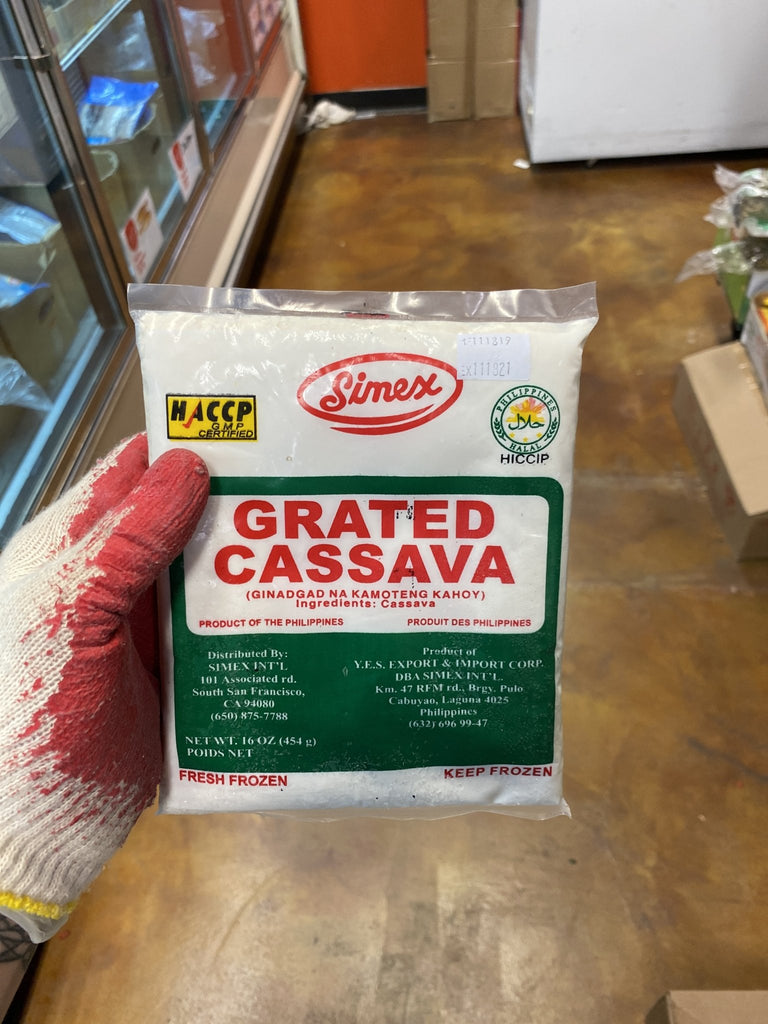 EX111821
Simex
HACCP
GMP
CERTIFIED
PHILIPPINES
حلال
HALAL
HICCIP
GRATED
CASSAVA
(GINADGAD NA KAMOTENG KAHOY)
Ingredients: Cassava
PRODUCT OF THE PHILIPPINES
PRODUIT DES PHILIPPINES
Distributed By:
SIMEX INT'L
101 Associated rd.
South San Francisco,
CA 94080
(650) 875-7788
Product of
Y.E.S. EXPORT & IMPORT CORP.
DBA SIMEX INT'L.
Km. 47 RFM rd., Brgy. Pulo
Cabuyao, Laguna 4025
Philippines
(632) 696 99-47
NET WT. 16 OZ (454 g)
POIDS NET
FRESH FROZEN
KEEP FROZEN